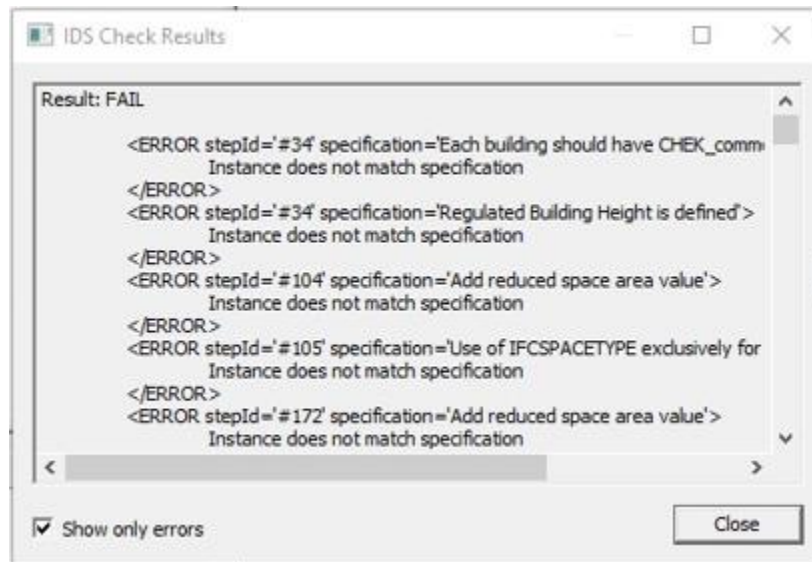 IDS Check Results
Result: FAIL
<ERROR stepId='#34' specification='Each building should have CHEK_comm
Instance does not match specification
</ERROR>
<ERROR stepId='#34' specification='Regulated Building Height is defined'>
Instance does not match specification
</ERROR>
<ERROR stepId='#104' specification='Add reduced space area value'>
Instance does not match specification
</ERROR>
<ERROR stepId='#105' specification='Use of IFCSPACETYPE exclusively for
Instance does not match specification
</ERROR>
<ERROR stepId='#172' specification='Add reduced space area value'>
Instance does not match specification
Show only errors
Close